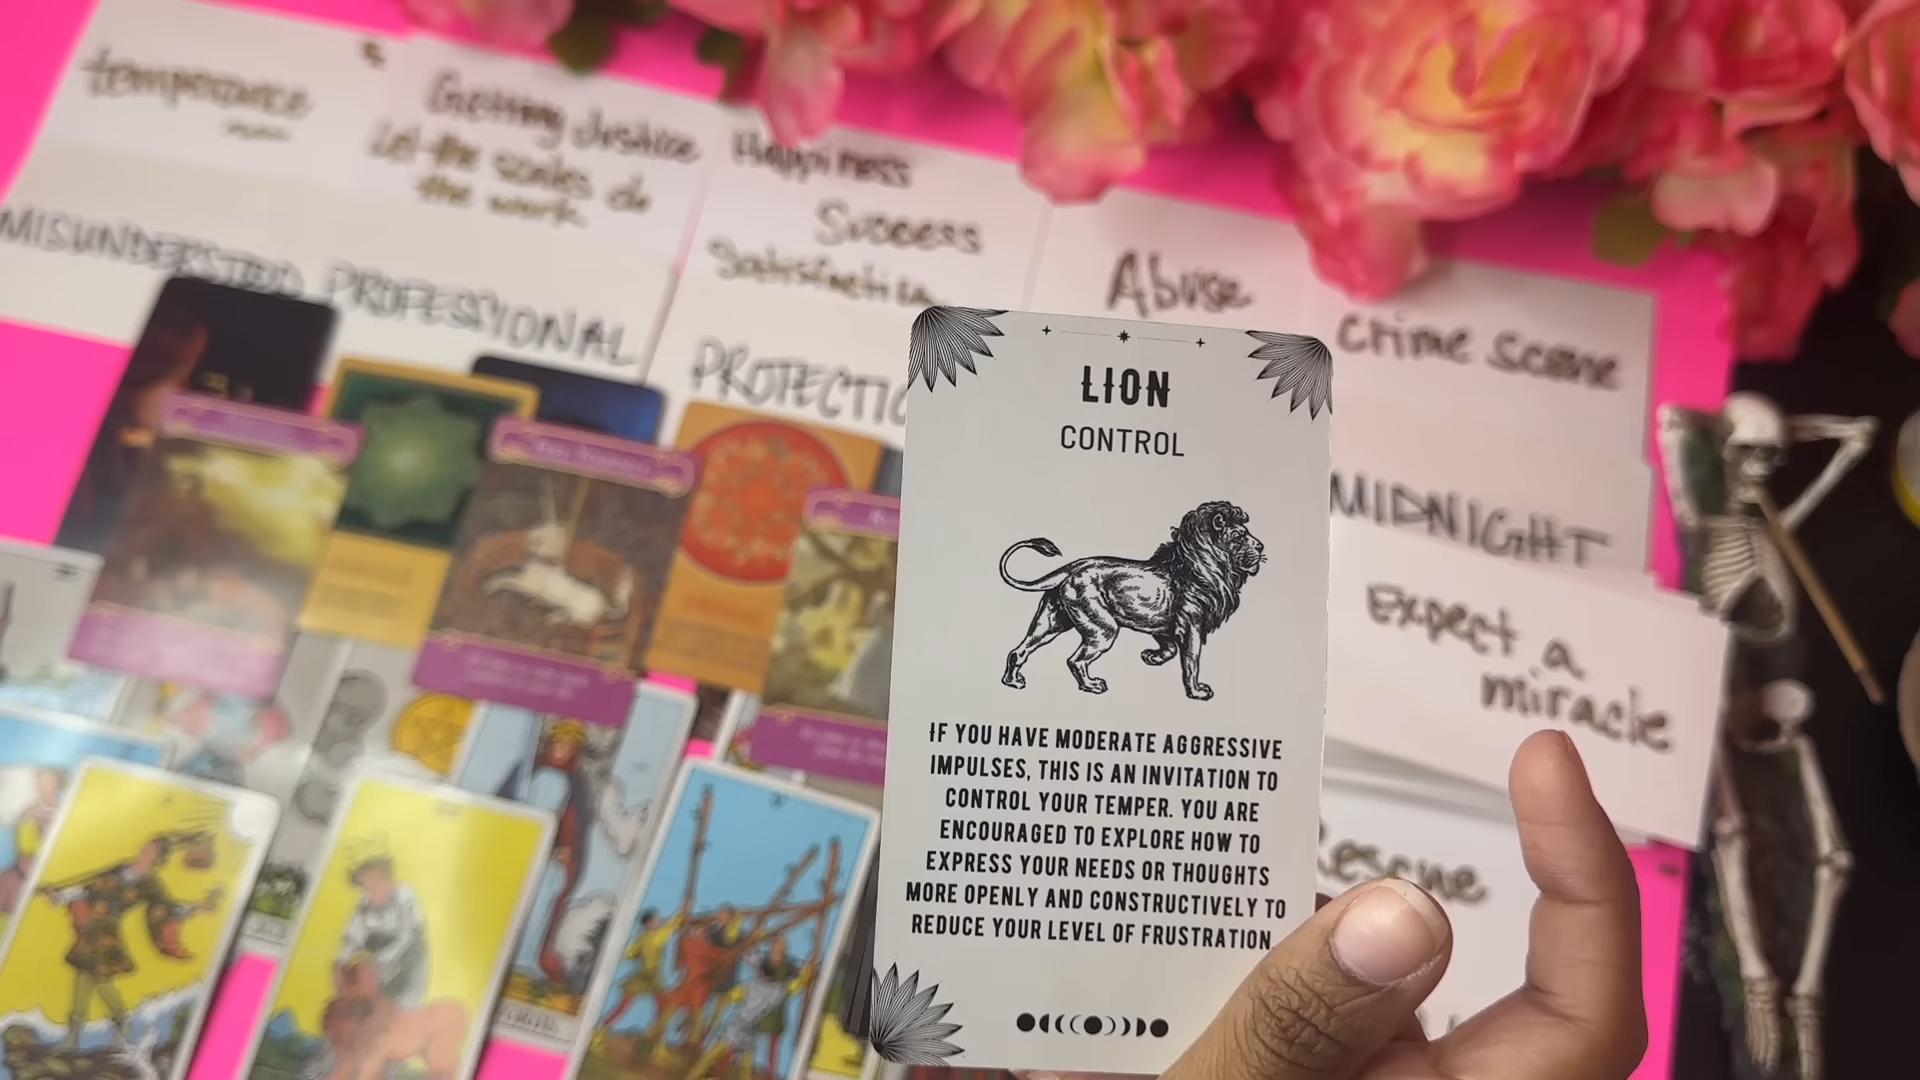 temperance
Getting Justice
Let the scales do
the work
Happiness
Success
Satisfaction
Abuse
Crime Scene
MISUNDERSTOOD
PROFESSIONAL
PROTECTIO
MIDNIGHT
Expect a
miracle
Rescue
LION
CONTROL
IF YOU HAVE MODERATE AGGRESSIVE
IMPULSES, THIS IS AN INVITATION TO
CONTROL YOUR TEMPER. YOU ARE
ENCOURAGED TO EXPLORE HOW TO
EXPRESS YOUR NEEDS OR THOUGHTS
MORE OPENLY AND CONSTRUCTIVELY TO
REDUCE YOUR LEVEL OF FRUSTRATION.